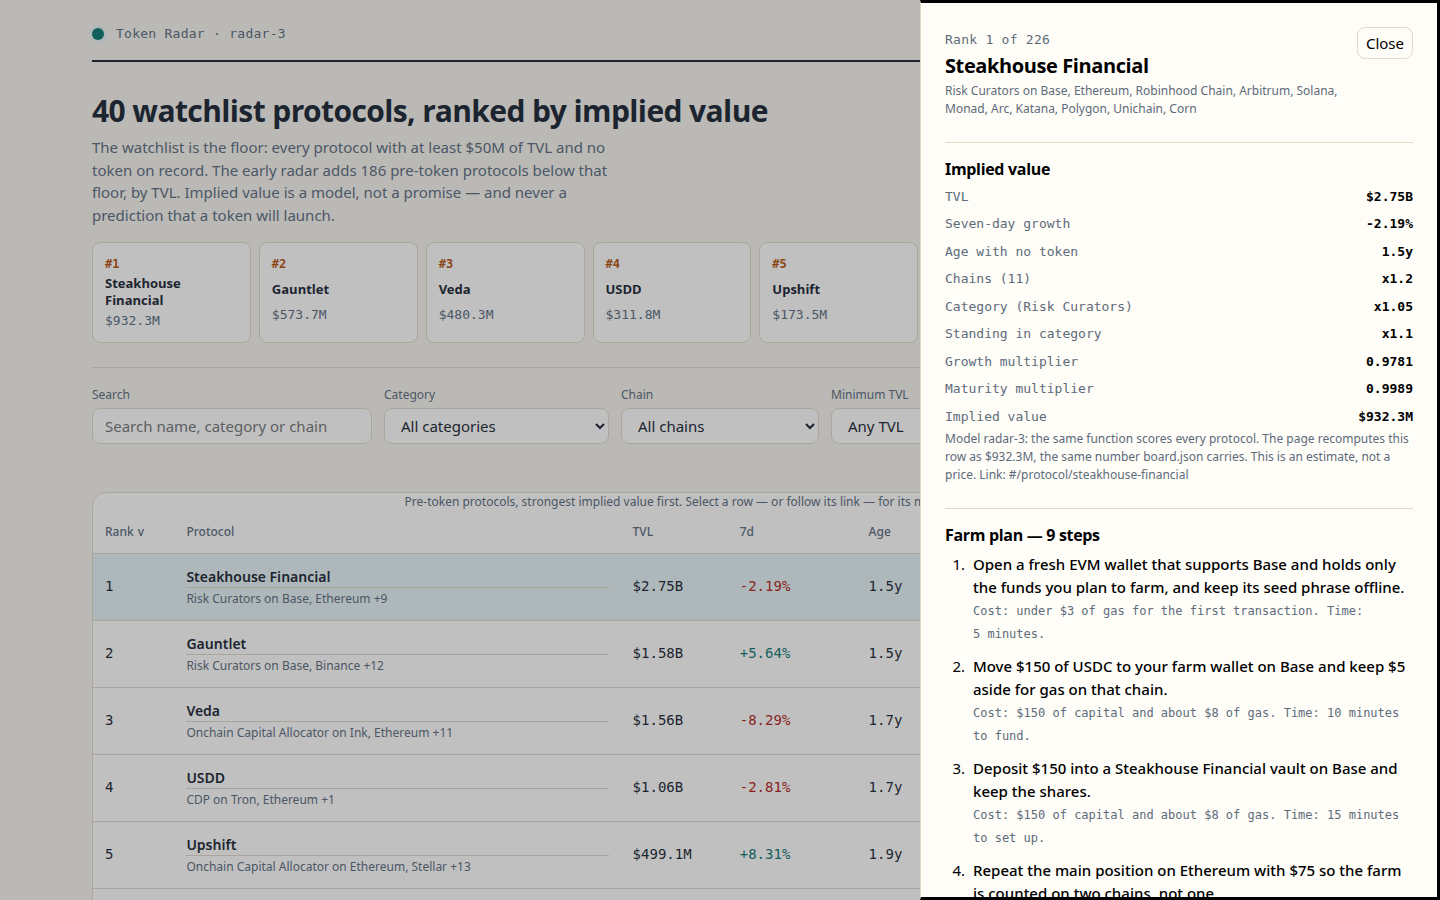 Token Radar · radar-3
40 watchlist protocols, ranked by implied value
The watchlist is the floor: every protocol with at least $50M of TVL and no
token on record. The early radar adds 186 pre-token protocols below that
floor, by TVL. Implied value is a model, not a promise — and never a
prediction that a token will launch.
#1
Steakhouse
Financial
$932.3M
#2
Gauntlet
$573.7M
#3
Veda
$480.3M
#4
USDD
$311.8M
#5
Upshift
$173.5M
Search
Category
Chain
Minimum TVL
Search name, category or chain
All categories
All chains
Any TVL
Pre-token protocols, strongest implied value first. Select a row — or follow its link — for its
Rank v Protocol TVL 7d Age
1 Steakhouse Financial $2.75B -2.19% 1.5y
Risk Curators on Base, Ethereum +9
2 Gauntlet $1.58B +5.64% 1.5y
Risk Curators on Base, Binance +12
3 Veda $1.56B -8.29% 1.7y
Onchain Capital Allocator on Ink, Ethereum +11
4 USDD $1.06B -2.81% 1.7y
CDP on Tron, Ethereum +1
5 Upshift $499.1M +8.31% 1.9y
Onchain Capital Allocator on Ethereum, Stellar +13
Rank 1 of 226
Close
Steakhouse Financial
Risk Curators on Base, Ethereum, Robinhood Chain, Arbitrum, Solana,
Monad, Arc, Katana, Polygon, Unichain, Corn
Implied value
TVL $2.75B
Seven-day growth -2.19%
Age with no token 1.5y
Chains (11) x1.2
Category (Risk Curators) x1.05
Standing in category x1.1
Growth multiplier 0.9781
Maturity multiplier 0.9989
Implied value $932.3M
Model radar-3: the same function scores every protocol. The page recomputes this
row as $932.3M, the same number board.json carries. This is an estimate, not a
price. Link: #/protocol/steakhouse-financial
Farm plan — 9 steps
1. Open a fresh EVM wallet that supports Base and holds only
the funds you plan to farm, and keep its seed phrase offline.
Cost: under $3 of gas for the first transaction. Time:
5 minutes.
2. Move $150 of USDC to your farm wallet on Base and keep $5
aside for gas on that chain.
Cost: $150 of capital and about $8 of gas. Time: 10 minutes
to fund.
3. Deposit $150 into a Steakhouse Financial vault on Base and
keep the shares.
Cost: $150 of capital and about $8 of gas. Time: 15 minutes
to set up.
4. Repeat the main position on Ethereum with $75 so the farm
is counted on two chains, not one.